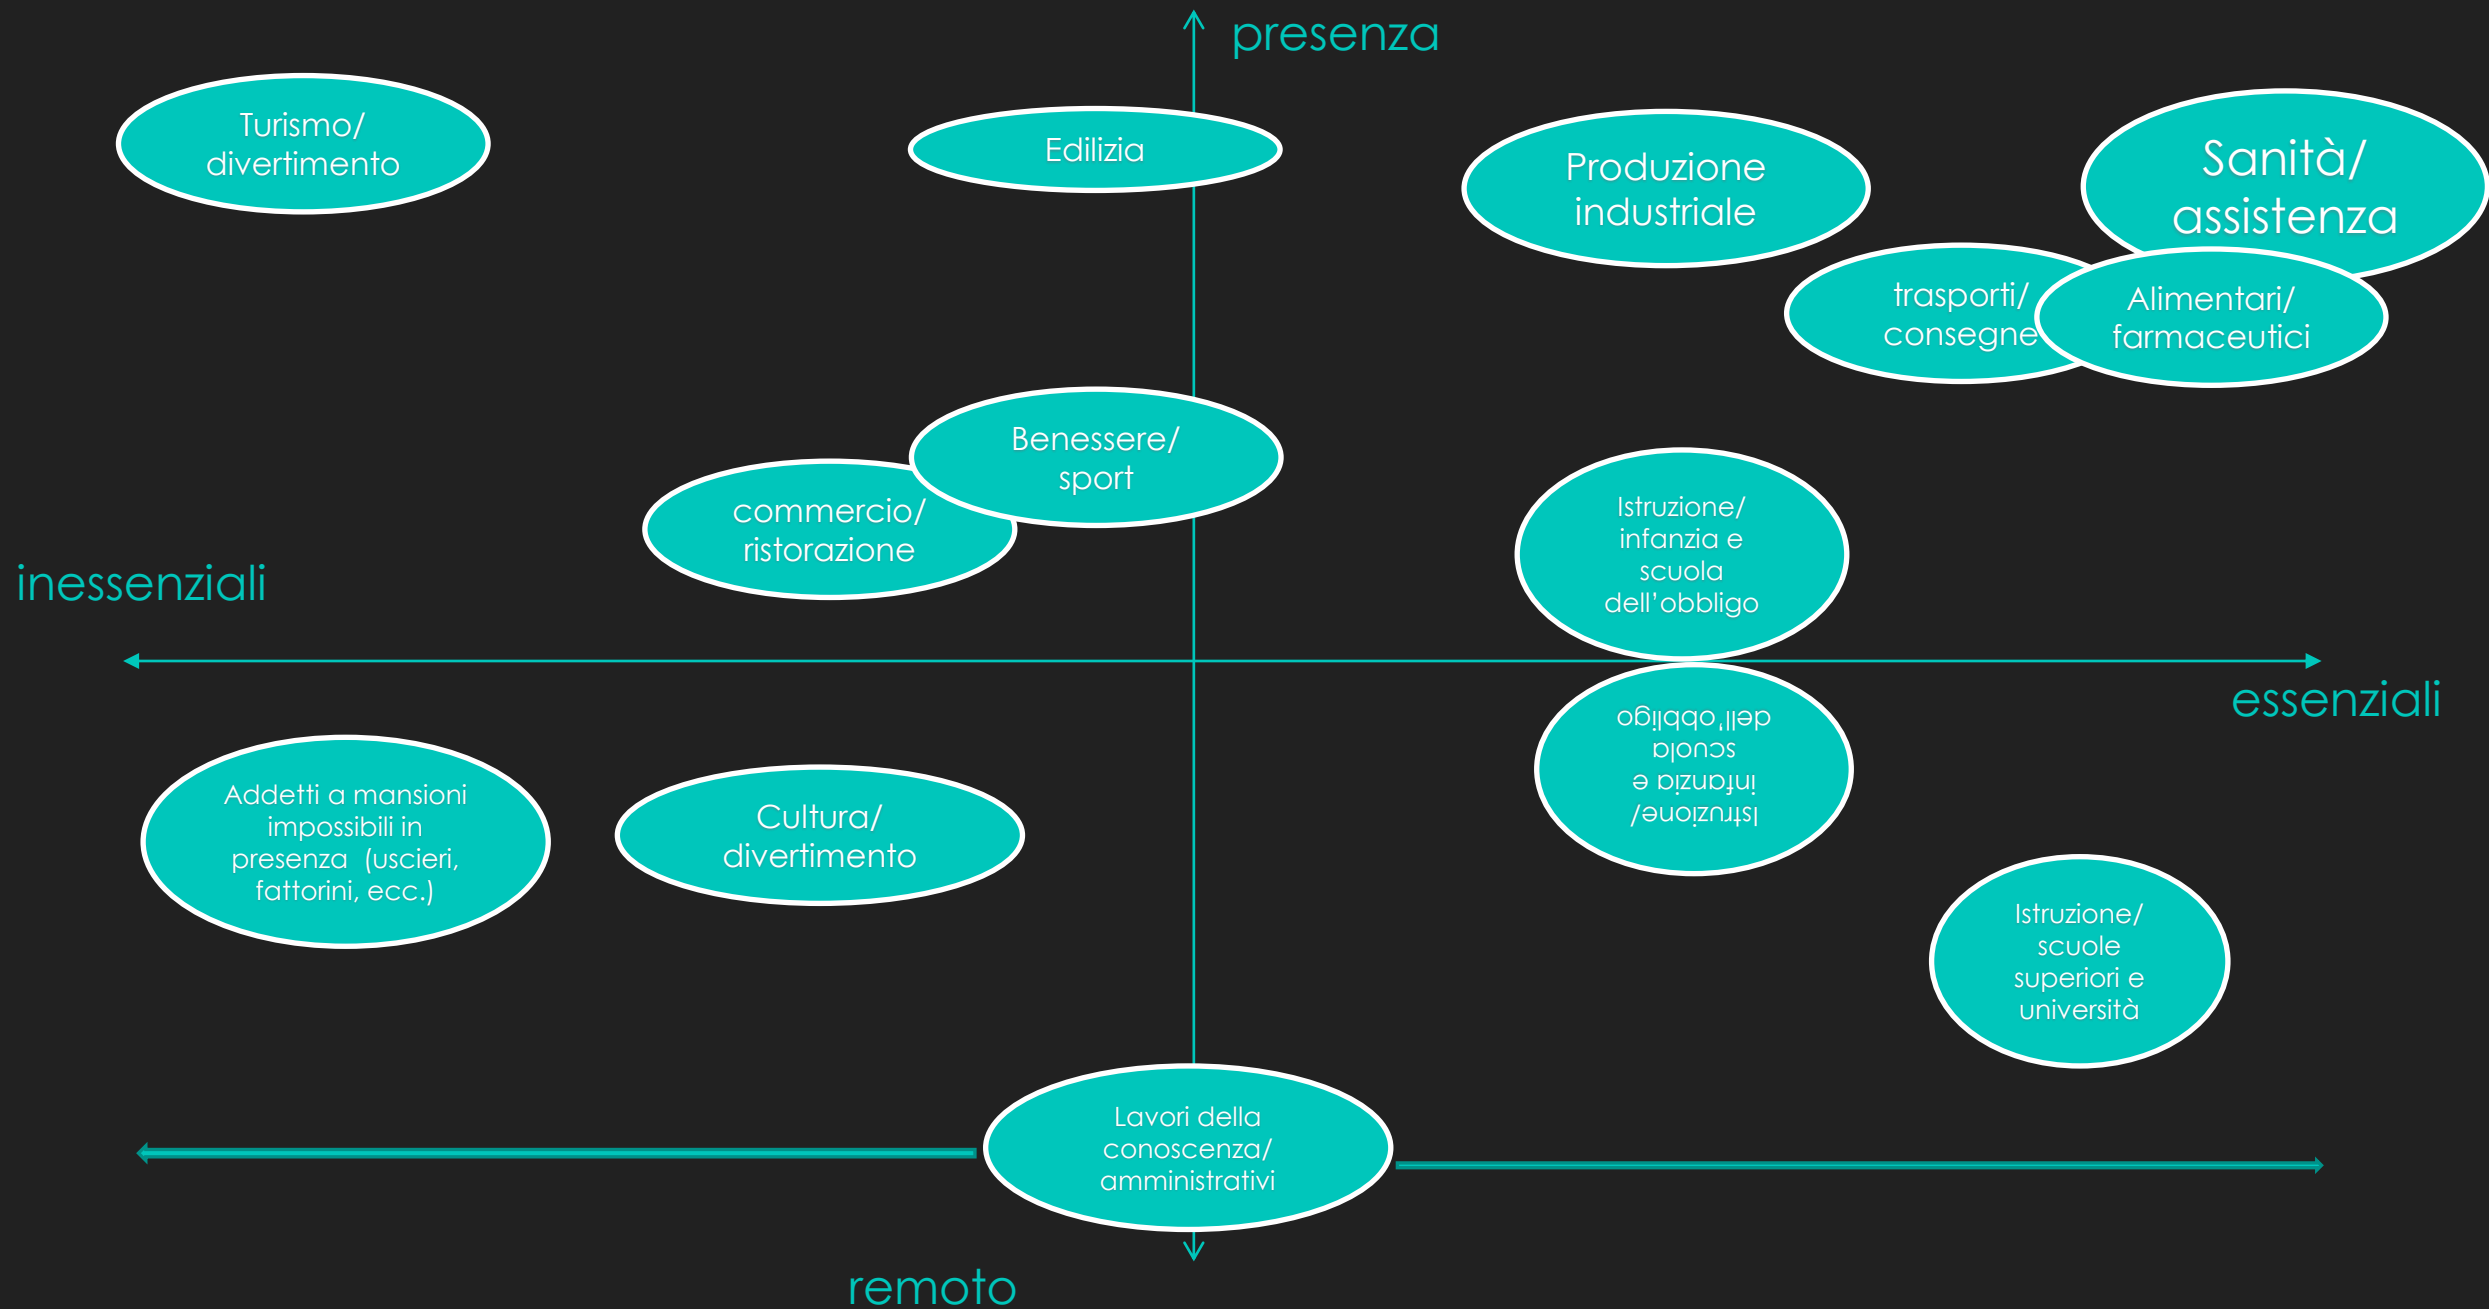 presenza
Turismo/
divertimento
Edilizia
Produzione
industriale
Sanità/
assistenza
trasporti/
consegne
Alimentari/
farmaceutici
Benessere/
sport
commercio/
ristorazione
Istruzione/
infanzia e
scuola
dell’obbligo
inessenziali
essenziali
Istruzione/
infanzia e
scuola
dell’obbligo
Addetti a mansioni
impossibili in
presenza (uscieri,
fattorini, ecc.)
Cultura/
divertimento
Istruzione/
scuole
superiori e
università
Lavori della
conoscenza/
amministrativi
remoto